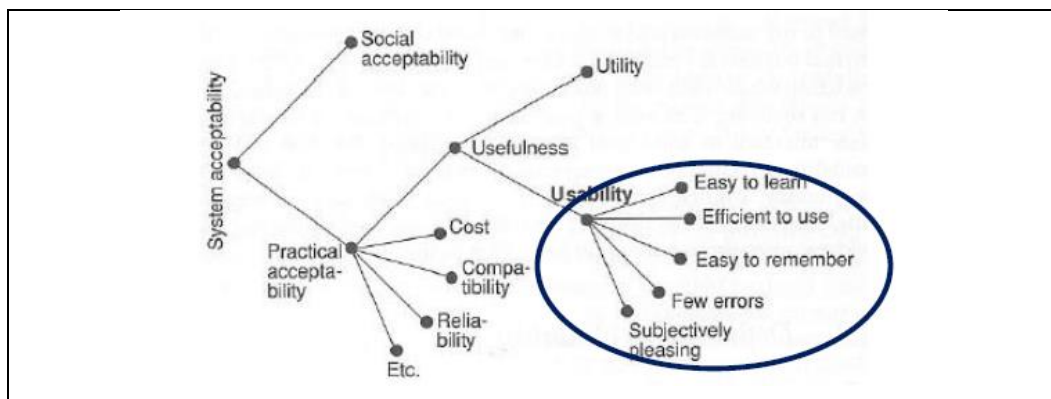 Social
acceptability
Utility
System acceptability
Usefulness
Usability
Easy to learn
Efficient to use
Cost
Practical
accepta-
bility
Compa-
tibility
Easy to remember
Few errors
Relia-
bility
Subjectively
pleasing
Etc.